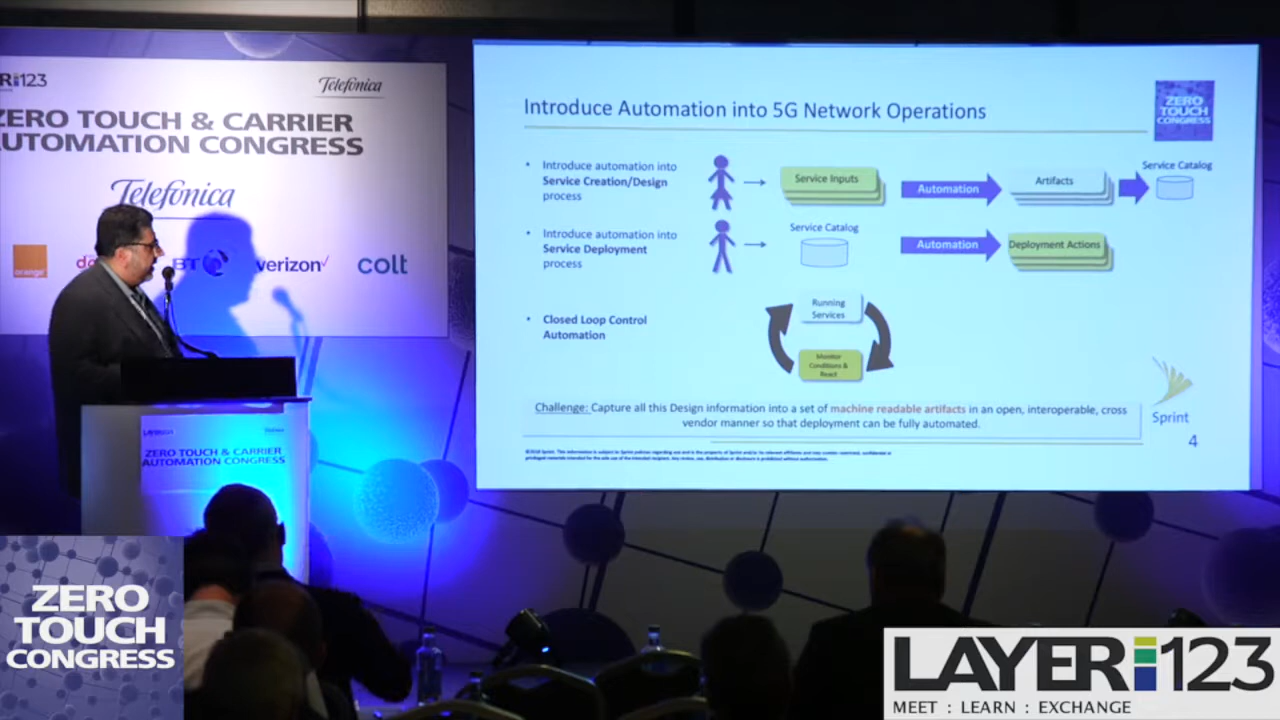 R:123
Telefónica
ZERO TOUCH & CARRIER
AUTOMATION CONGRESS
Telefónica
orange
BT
verizon✓
colt
LAYER123
ZERO TOUCH & CARRIER
AUTOMATION CONGRESS
Introduce Automation into 5G Network Operations
ZERO
TOUCH
CONGRESS
• Introduce automation into
Service Creation/Design
process
Service Inputs
Automation
Artifacts
Service Catalog
• Introduce automation into
Service Deployment
process
Service Catalog
Automation
Deployment Actions
• Closed Loop Control
Automation
Running
Services
Monitor
Conditions &
React
Challenge: Capture all this Design information into a set of machine readable artifacts in an open, interoperable, cross
vendor manner so that deployment can be fully automated.
Sprint
4
ZERO
TOUCH
CONGRESS
LAYER123
MEET : LEARN : EXCHANGE